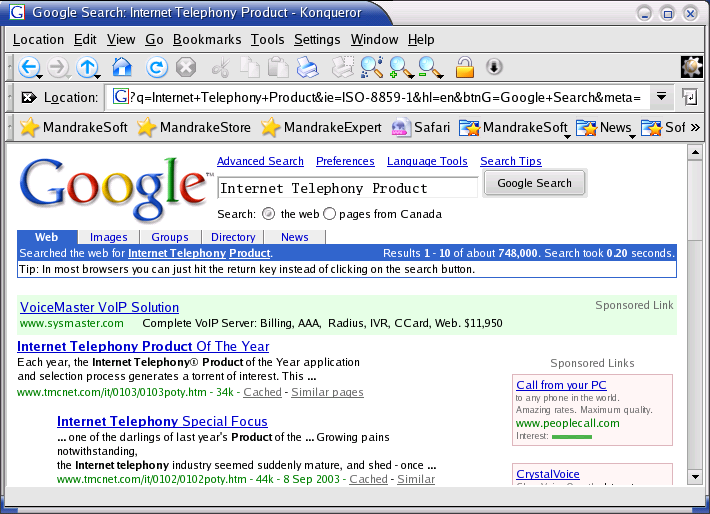 Google Search: Internet Telephony Product - Konqueror
Location Edit View Go Bookmarks Tools Settings Window Help
Location: G?q=Internet+Telephony+Product&ie=ISO-8859-1&hl=en&btnG=Google+Search&meta=
MandrakeSoft MandrakeStore MandrakeExpert Safari MandrakeSoft News Sof »
Google™
Advanced Search Preferences Language Tools Search Tips
Internet Telephony Product Google Search
Search: the web pages from Canada
Web Images Groups Directory News
Searched the web for Internet Telephony Product. Results 1 - 10 of about 748,000. Search took 0.20 seconds.
Tip: In most browsers you can just hit the return key instead of clicking on the search button.
VoiceMaster VoIP Solution Sponsored Link
www.sysmaster.com Complete VoIP Server: Billing, AAA, Radius, IVR, CCard, Web. $11,950
Internet Telephony Product Of The Year
Each year, the Internet Telephony® Product of the Year application
and selection process generates a torrent of interest. This ...
www.tmcnet.com/it/0103/0103poty.htm - 34k - Cached - Similar pages
Internet Telephony Special Focus
... one of the darlings of last year's Product of the ... Growing pains
notwithstanding,
the Internet telephony industry seemed suddenly mature, and shed - once ...
www.tmcnet.com/it/0102/0102poty.htm - 44k - 8 Sep 2003 - Cached - Similar
Sponsored Links
Call from your PC
to any phone in the world.
Amazing rates. Maximum quality.
www.peoplecall.com
Interest:
CrystalVoice